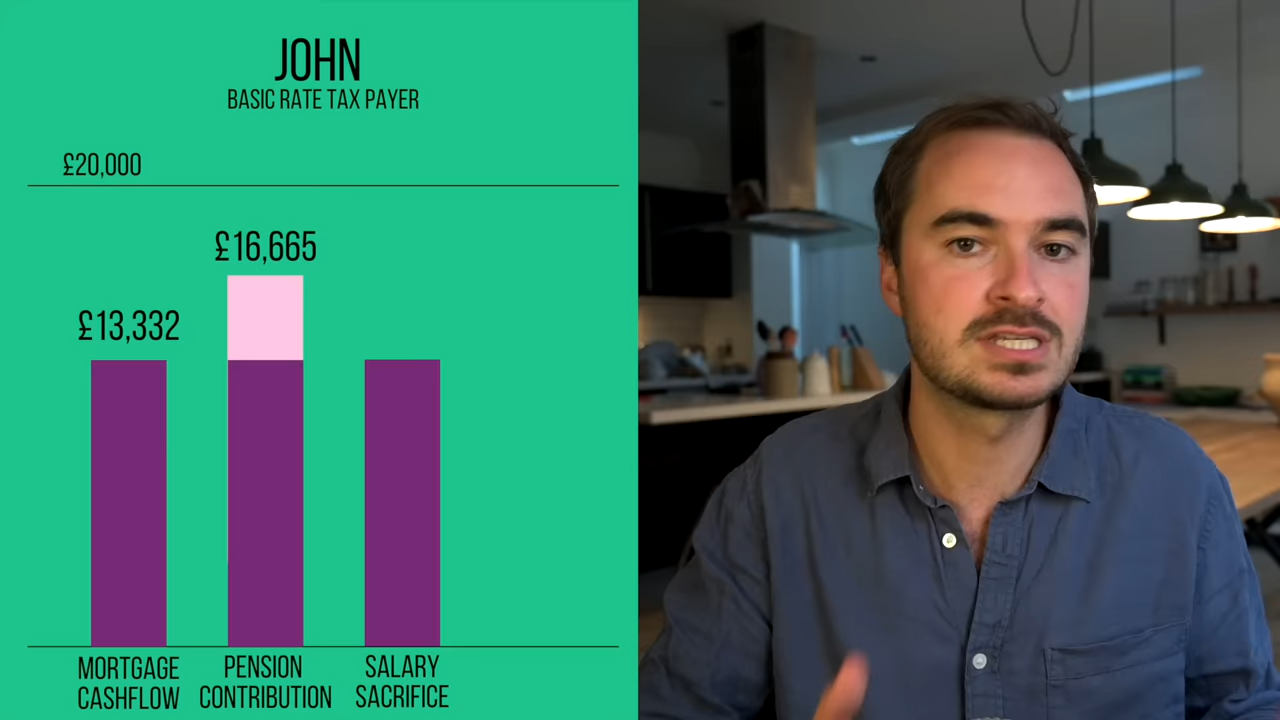 JOHN
BASIC RATE TAX PAYER
£20,000
£16,665
£13,332
MORTGAGE
CASHFLOW
PENSION
CONTRIBUTION
SALARY
SACRIFICE